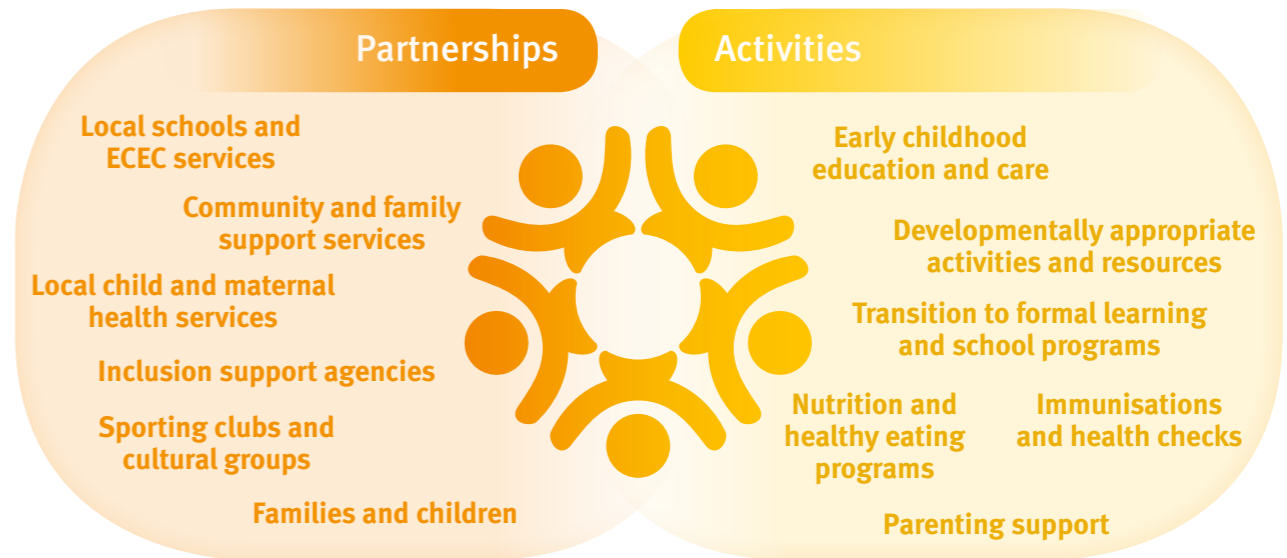 Partnerships
Local schools and
ECEC services
Community and family
support services
Local child and maternal
health services
Inclusion support agencies
Sporting clubs and
cultural groups
Families and children
Activities
Early childhood
education and care
Developmentally appropriate
activities and resources
Transition to formal learning
and school programs
Nutrition and
healthy eating
programs
Immunisations
and health checks
Parenting support